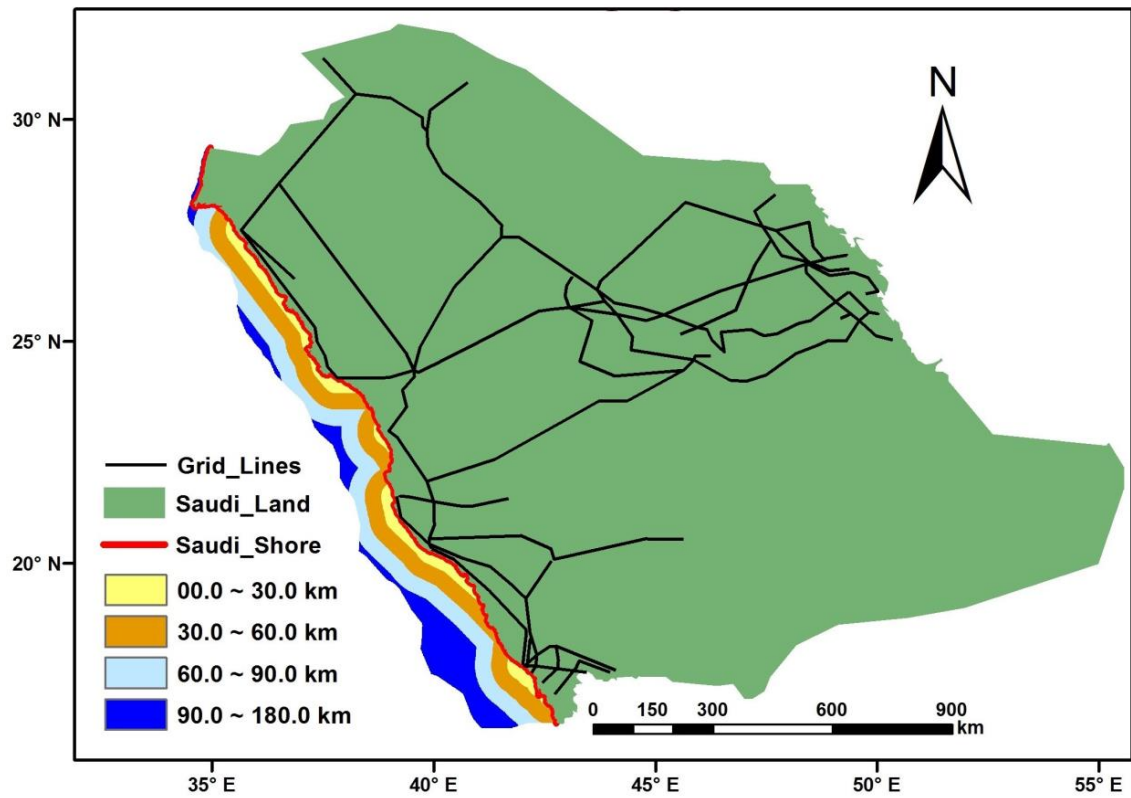 N
30° N
25° N
20° N
Grid_Lines
Saudi_Land
Saudi_Shore
00.0 ~ 30.0 km
30.0 ~ 60.0 km
60.0 ~ 90.0 km
90.0 ~ 180.0 km
0 150 300 600 900
km
35° E 40° E 45° E 50° E 55° E